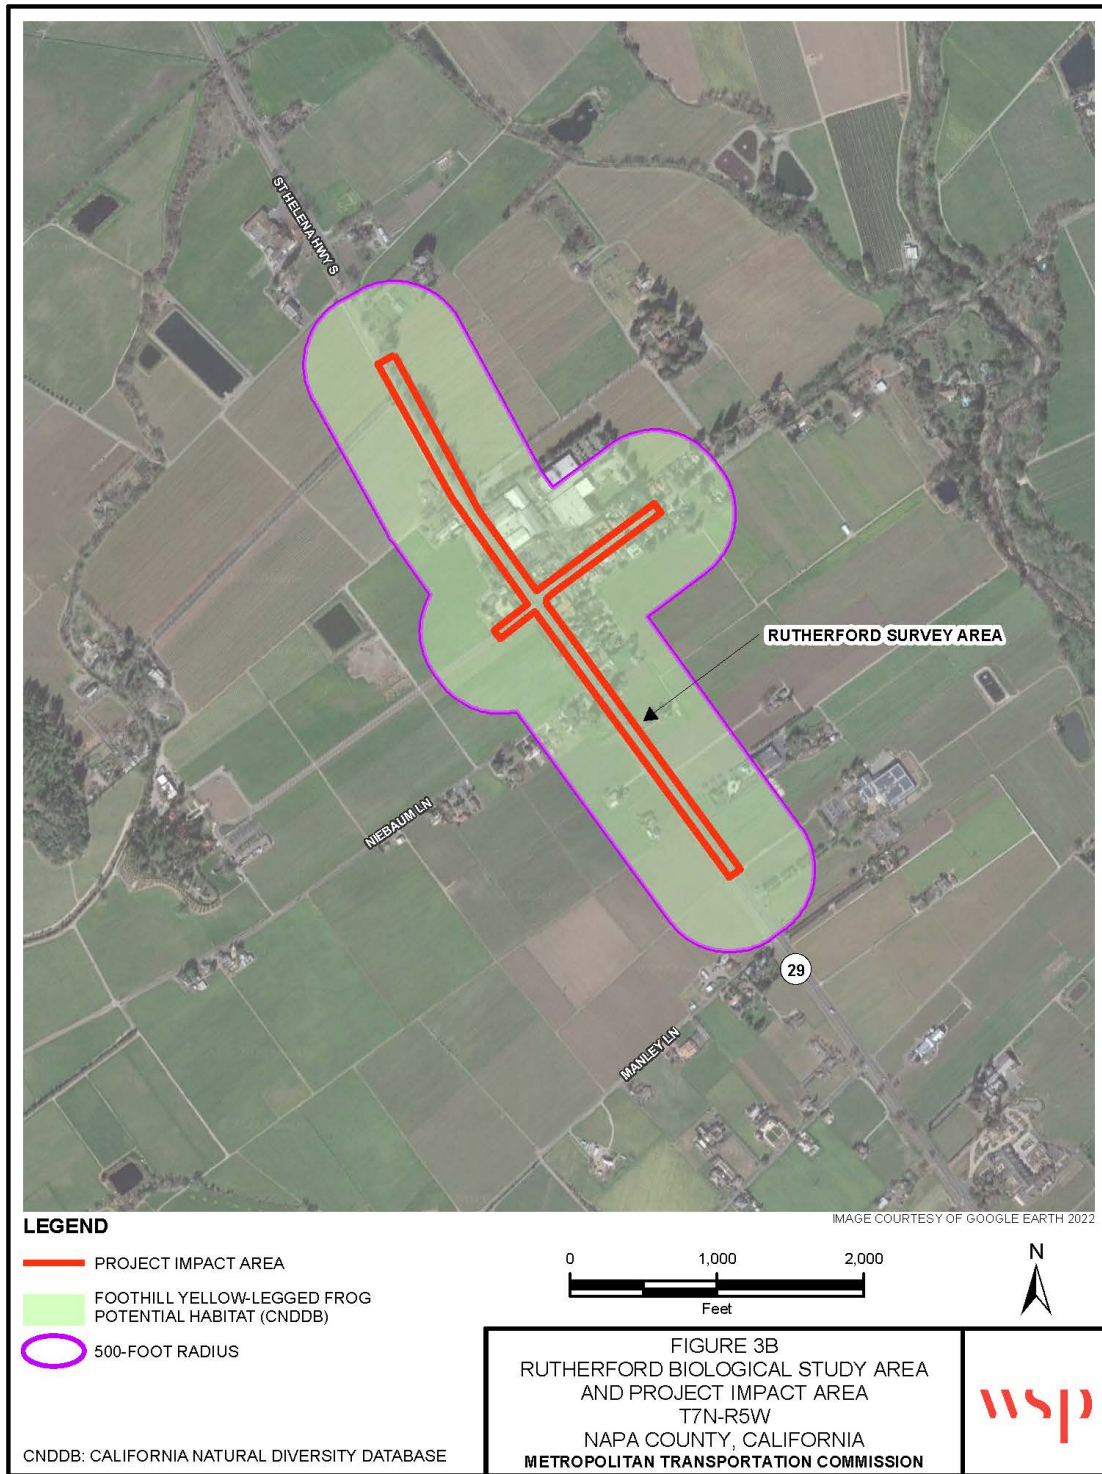 ST HELENA HWY S
RUTHERFORD SURVEY AREA
NIEBAUM LN
29
MANLEY LN
IMAGE COURTESY OF GOOGLE EARTH 2022
LEGEND
PROJECT IMPACT AREA
FOOTHILL YELLOW-LEGGED FROG
POTENTIAL HABITAT (CNDDB)
500-FOOT RADIUS
CNDDB: CALIFORNIA NATURAL DIVERSITY DATABASE
0 1,000 2,000
Feet
N
FIGURE 3B
RUTHERFORD BIOLOGICAL STUDY AREA
AND PROJECT IMPACT AREA
T7N-R5W
NAPA COUNTY, CALIFORNIA
METROPOLITAN TRANSPORTATION COMMISSION
wsp